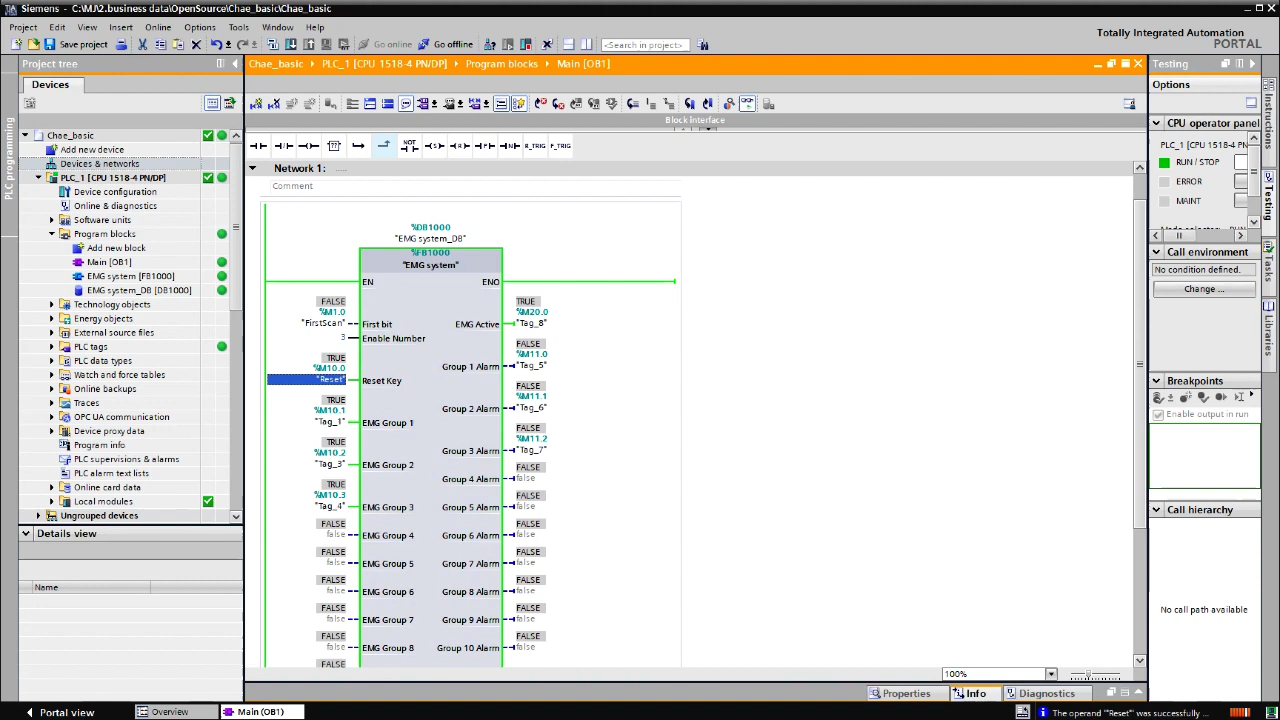 Siemens - C:\MJ\2.business data\OpenSource\Chae_basic\Chae_basic
Project Edit View Insert Online Options Tools Window Help
Totally Integrated Automation
PORTAL
Save project Go online Go offline <Search in project>
Project tree
Chae_basic PLC_1 [CPU 1518-4 PN/DP] Program blocks Main [OB1]
Testing
Devices
Options
PLC programming
Chae_basic
Add new device
Devices & networks
PLC_1 [CPU 1518-4 PN/DP]
Device configuration
Online & diagnostics
Software units
Program blocks
Add new block
Main [OB1]
EMG system [FB1000]
EMG system_DB [DB1000]
Technology objects
Energy objects
External source files
PLC tags
PLC data types
Watch and force tables
Online backups
Traces
OPC UA communication
Device proxy data
Program info
PLC supervisions & alarms
PLC alarm text lists
Online card data
Local modules
Ungrouped devices
Details view
Name
Block interface
NOT (S) (R) (P) (N) R_TRIG F_TRIG
Network 1: .....
Comment
%DB1000
"EMG system_DB"
%FB1000
"EMG system"
EN ENO
FALSE TRUE
%M1.0 %M20.0
"FirstScan" First bit EMG Active "Tag_8"
3 Enable Number
FALSE
TRUE %M11.0
%M10.0 Group 1 Alarm "Tag_5"
"Reset" Reset Key
FALSE
TRUE %M11.1
%M10.1 Group 2 Alarm "Tag_6"
"Tag_1" EMG Group 1
FALSE
TRUE %M11.2
%M10.2 Group 3 Alarm "Tag_7"
"Tag_3" EMG Group 2
FALSE
Group 4 Alarm false
TRUE
%M10.3 FALSE
"Tag_4" EMG Group 3 Group 5 Alarm false
FALSE FALSE
false EMG Group 4 Group 6 Alarm false
FALSE FALSE
false EMG Group 5 Group 7 Alarm false
FALSE FALSE
false EMG Group 6 Group 8 Alarm false
FALSE FALSE
false EMG Group 7 Group 9 Alarm false
FALSE FALSE
false EMG Group 8 Group 10 Alarm false
FALSE
100%
CPU operator panel
PLC_1 [CPU 1518-4 PN
RUN / STOP
ERROR
MAINT
Call environment
No condition defined.
Change ...
Breakpoints
Enable output in run
Call hierarchy
No call path available
Instructions
Testing
Tasks
Libraries
Properties Info Diagnostics
Portal view Overview Main (OB1) The operand '"Reset"' was successfully ...